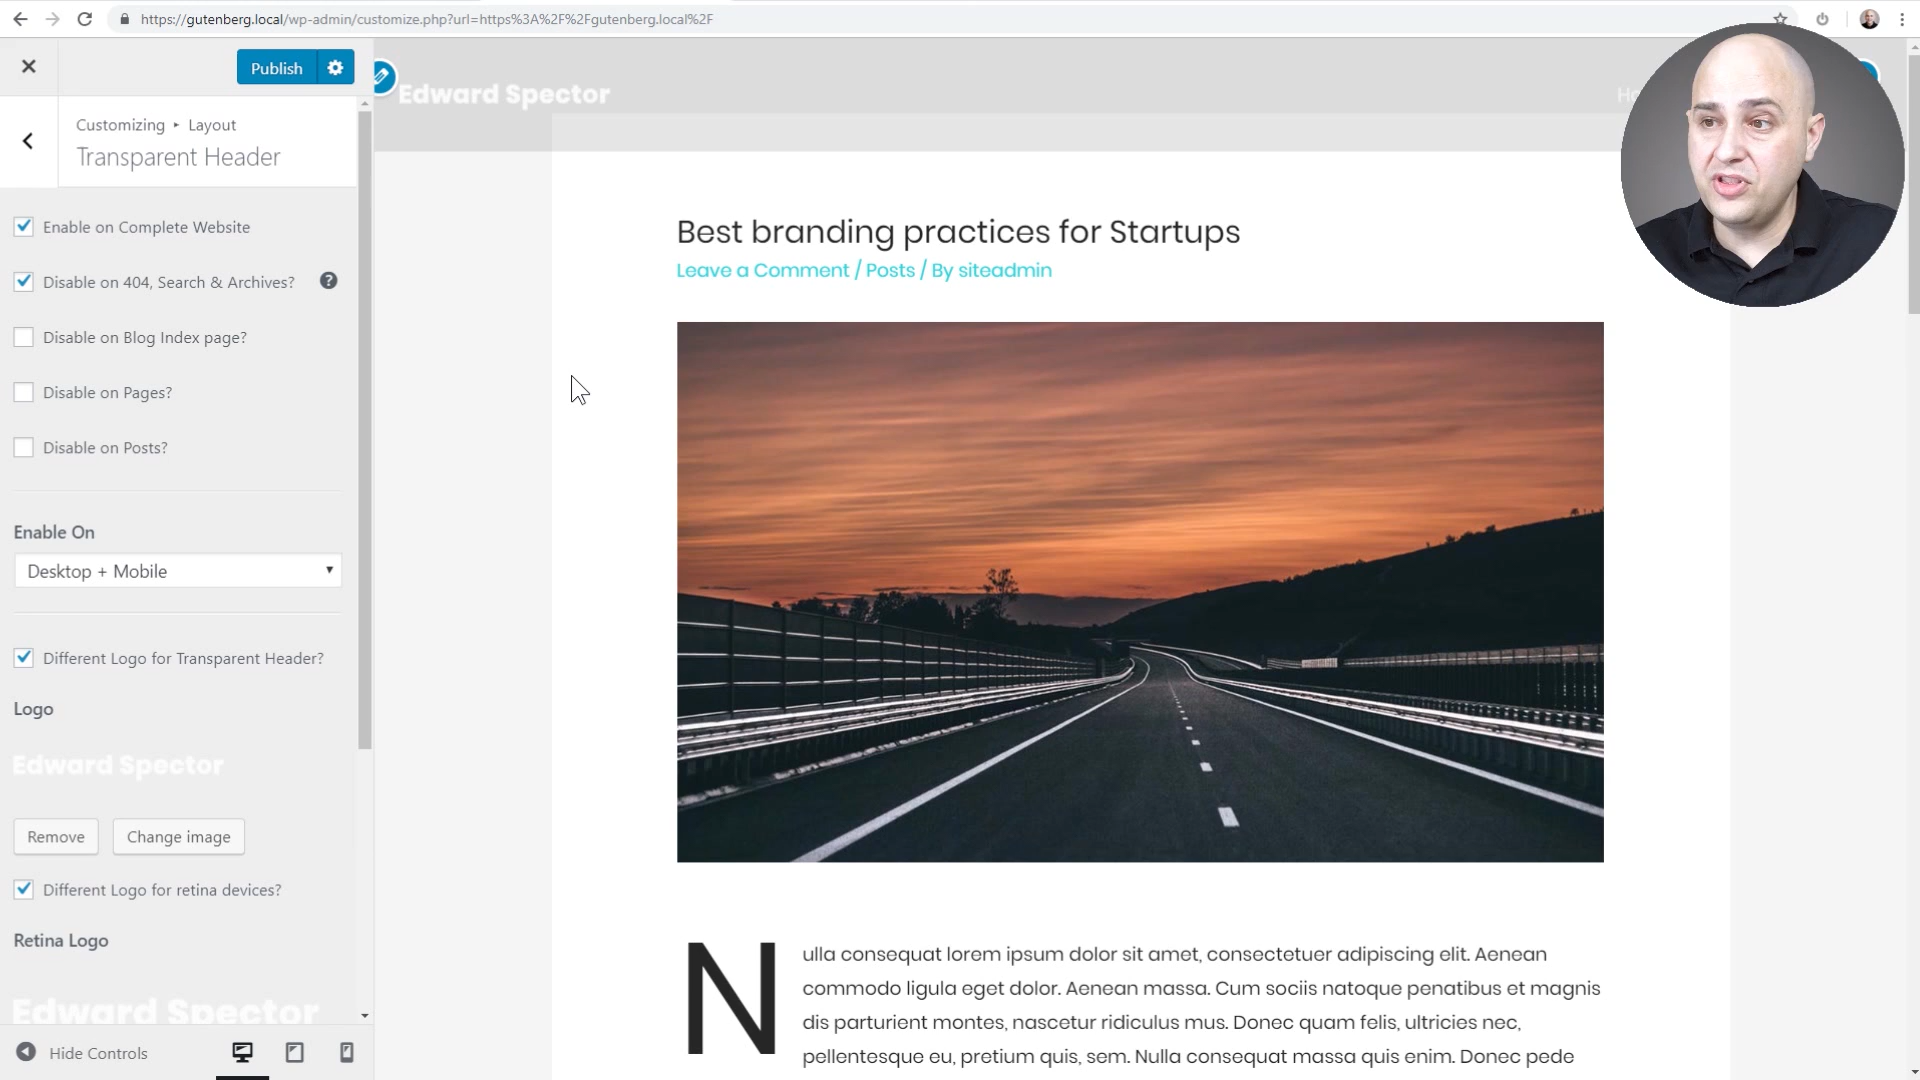 https://gutenberg.local/wp-admin/customize.php?url=https%3A%2F%2Fgutenberg.local%2F
Publish
Customizing ▸ Layout
Transparent Header
Enable on Complete Website
Disable on 404, Search & Archives?
Disable on Blog Index page?
Disable on Pages?
Disable on Posts?
Enable On
Desktop + Mobile
Different Logo for Transparent Header?
Logo
Edward Spector
Remove
Change image
Different Logo for retina devices?
Retina Logo
Edward Spector
Hide Controls
Edward Spector
Best branding practices for Startups
Leave a Comment / Posts / By siteadmin
Nulla consequat lorem ipsum dolor sit amet, consectetuer adipiscing elit. Aenean
commodo ligula eget dolor. Aenean massa. Cum sociis natoque penatibus et magnis
dis parturient montes, nascetur ridiculus mus. Donec quam felis, ultricies nec,
pellentesque eu, pretium quis, sem. Nulla consequat massa quis enim. Donec pede